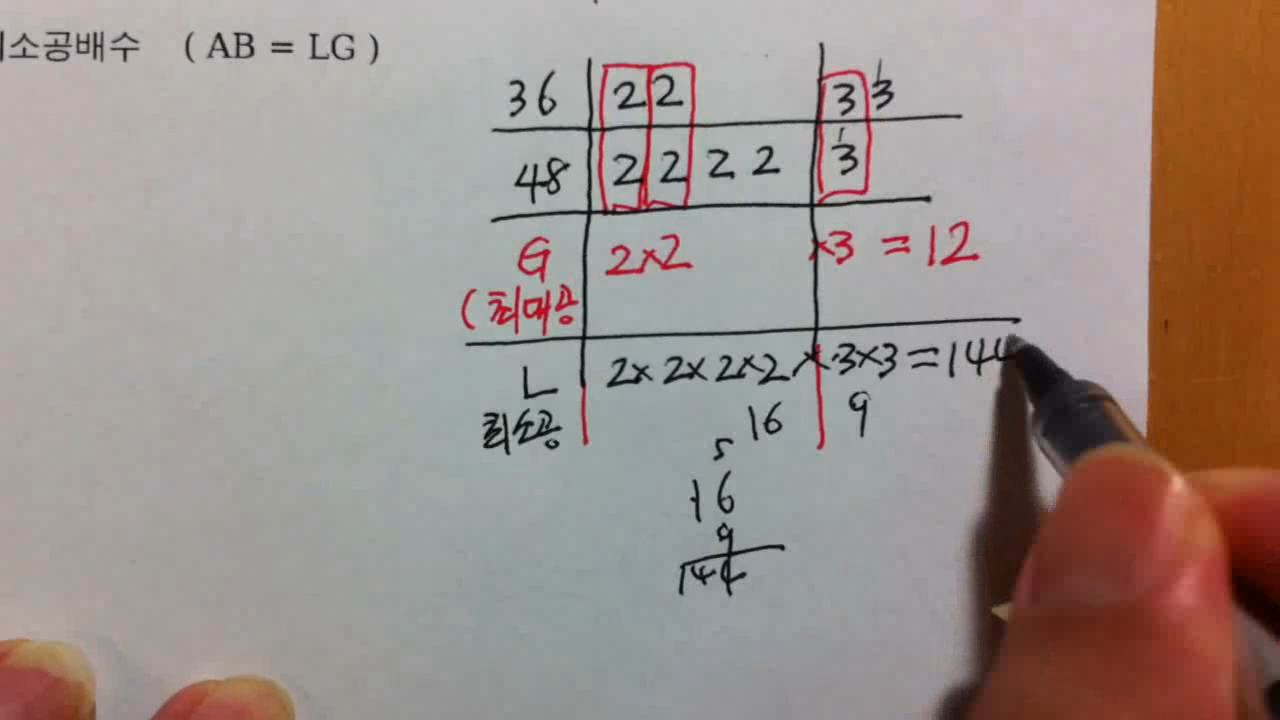 소공배수 ( AB = LG )
36 2 2 3 3
48 2 2 2 2 3
G 2×2 ×3 = 12
(최대공
L 2×2×2×2×3×3=144
최소공 16 9
5
16
9
144